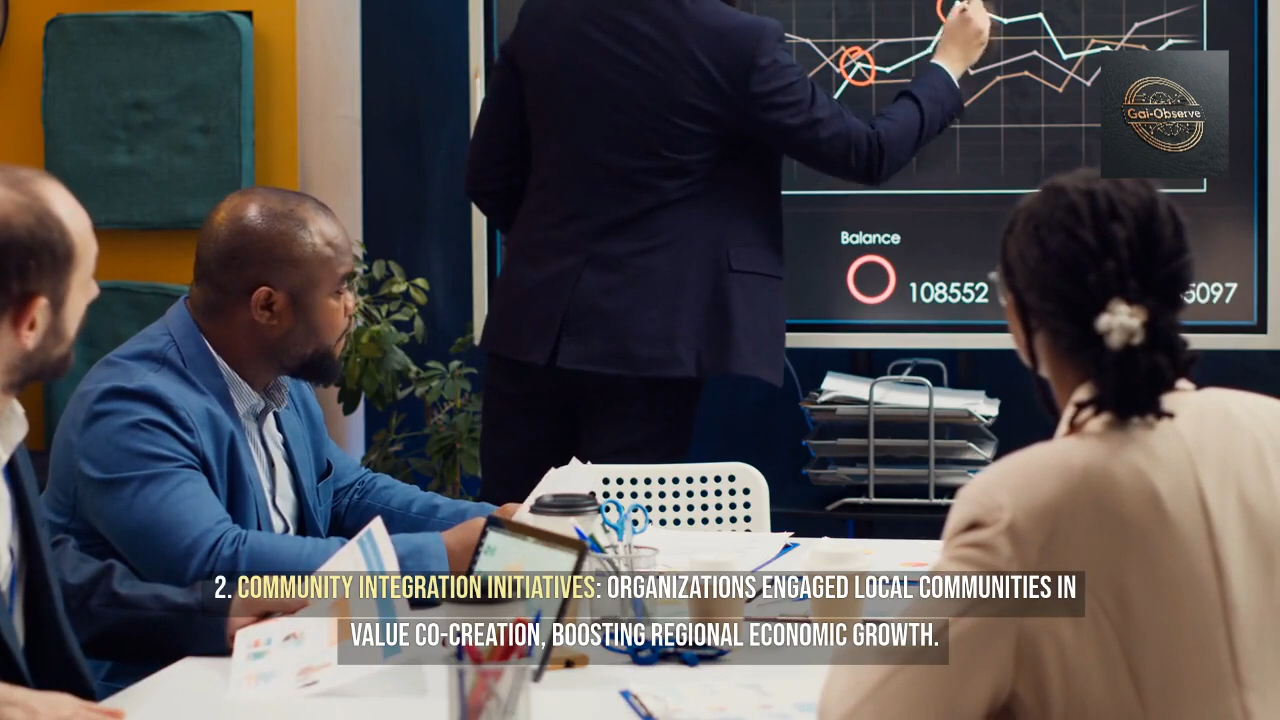 Gai-Observe
Balance
108552
5097
2. COMMUNITY INTEGRATION INITIATIVES: ORGANIZATIONS ENGAGED LOCAL COMMUNITIES IN
VALUE CO-CREATION, BOOSTING REGIONAL ECONOMIC GROWTH.